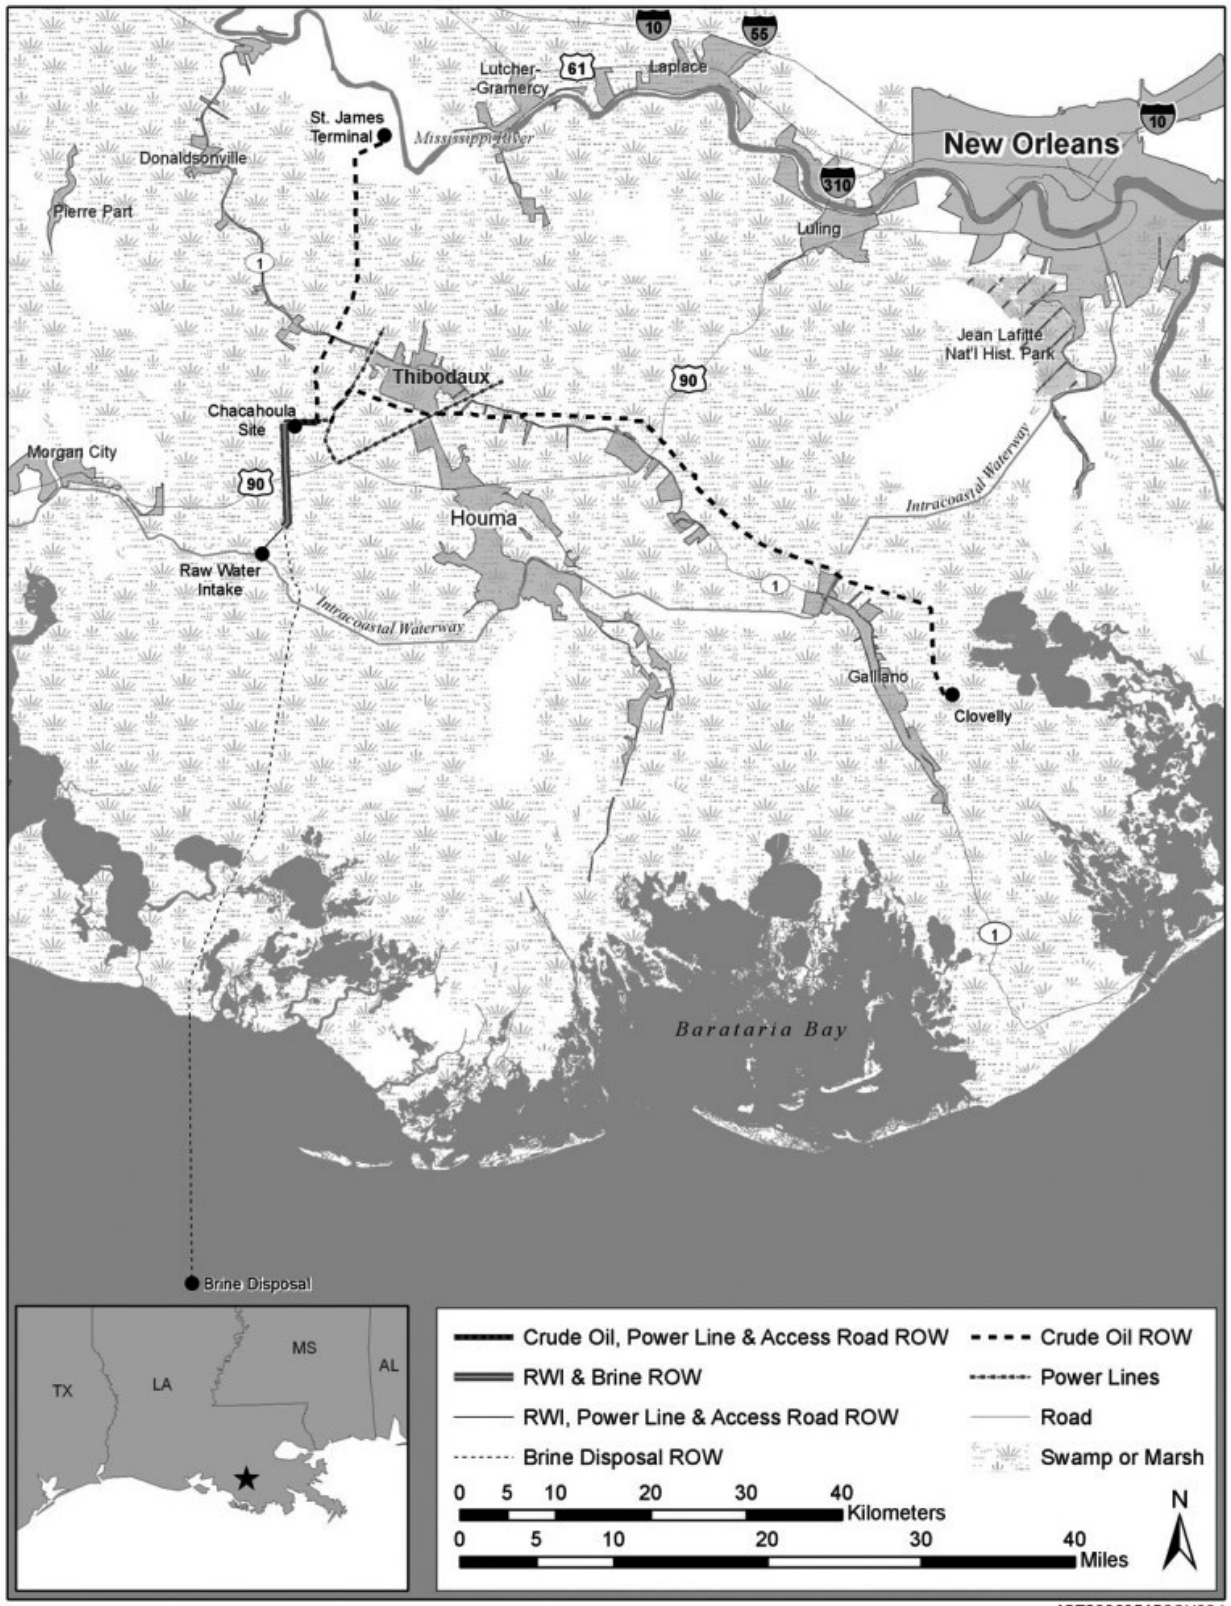 10
55
61
Lutcher-
-Gramercy
Laplace
St. James
Terminal
Mississippi River
10
New Orleans
Donaldsonville
310
Pierre Part
Luling
1
Jean Lafitte
Nat'l Hist. Park
Thibodaux
90
Chacahoula
Site
Morgan City
90
Intracoastal Waterway
Houma
Raw Water
Intake
1
Intracoastal Waterway
Galliano
Clovelly
1
Barataria Bay
Brine Disposal
TX
LA
MS
AL
Crude Oil, Power Line & Access Road ROW
Crude Oil ROW
RWI & Brine ROW
Power Lines
RWI, Power Line & Access Road ROW
Road
Brine Disposal ROW
Swamp or Marsh
0 5 10 20 30 40
Kilometers
0 5 10 20 30 40
Miles
N